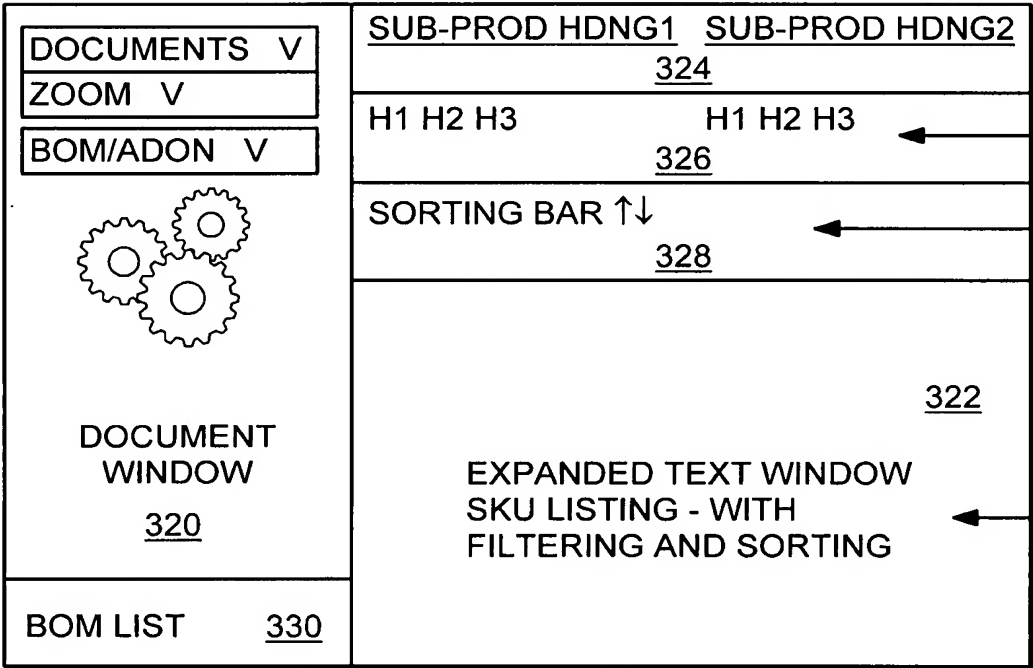 DOCUMENTS V
ZOOM V
BOM/ADON V
DOCUMENT
WINDOW
320
BOM LIST 330
SUB-PROD HDNG1 SUB-PROD HDNG2
324
H1 H2 H3 H1 H2 H3
326
SORTING BAR ↑↓
328
322
EXPANDED TEXT WINDOW
SKU LISTING - WITH
FILTERING AND SORTING